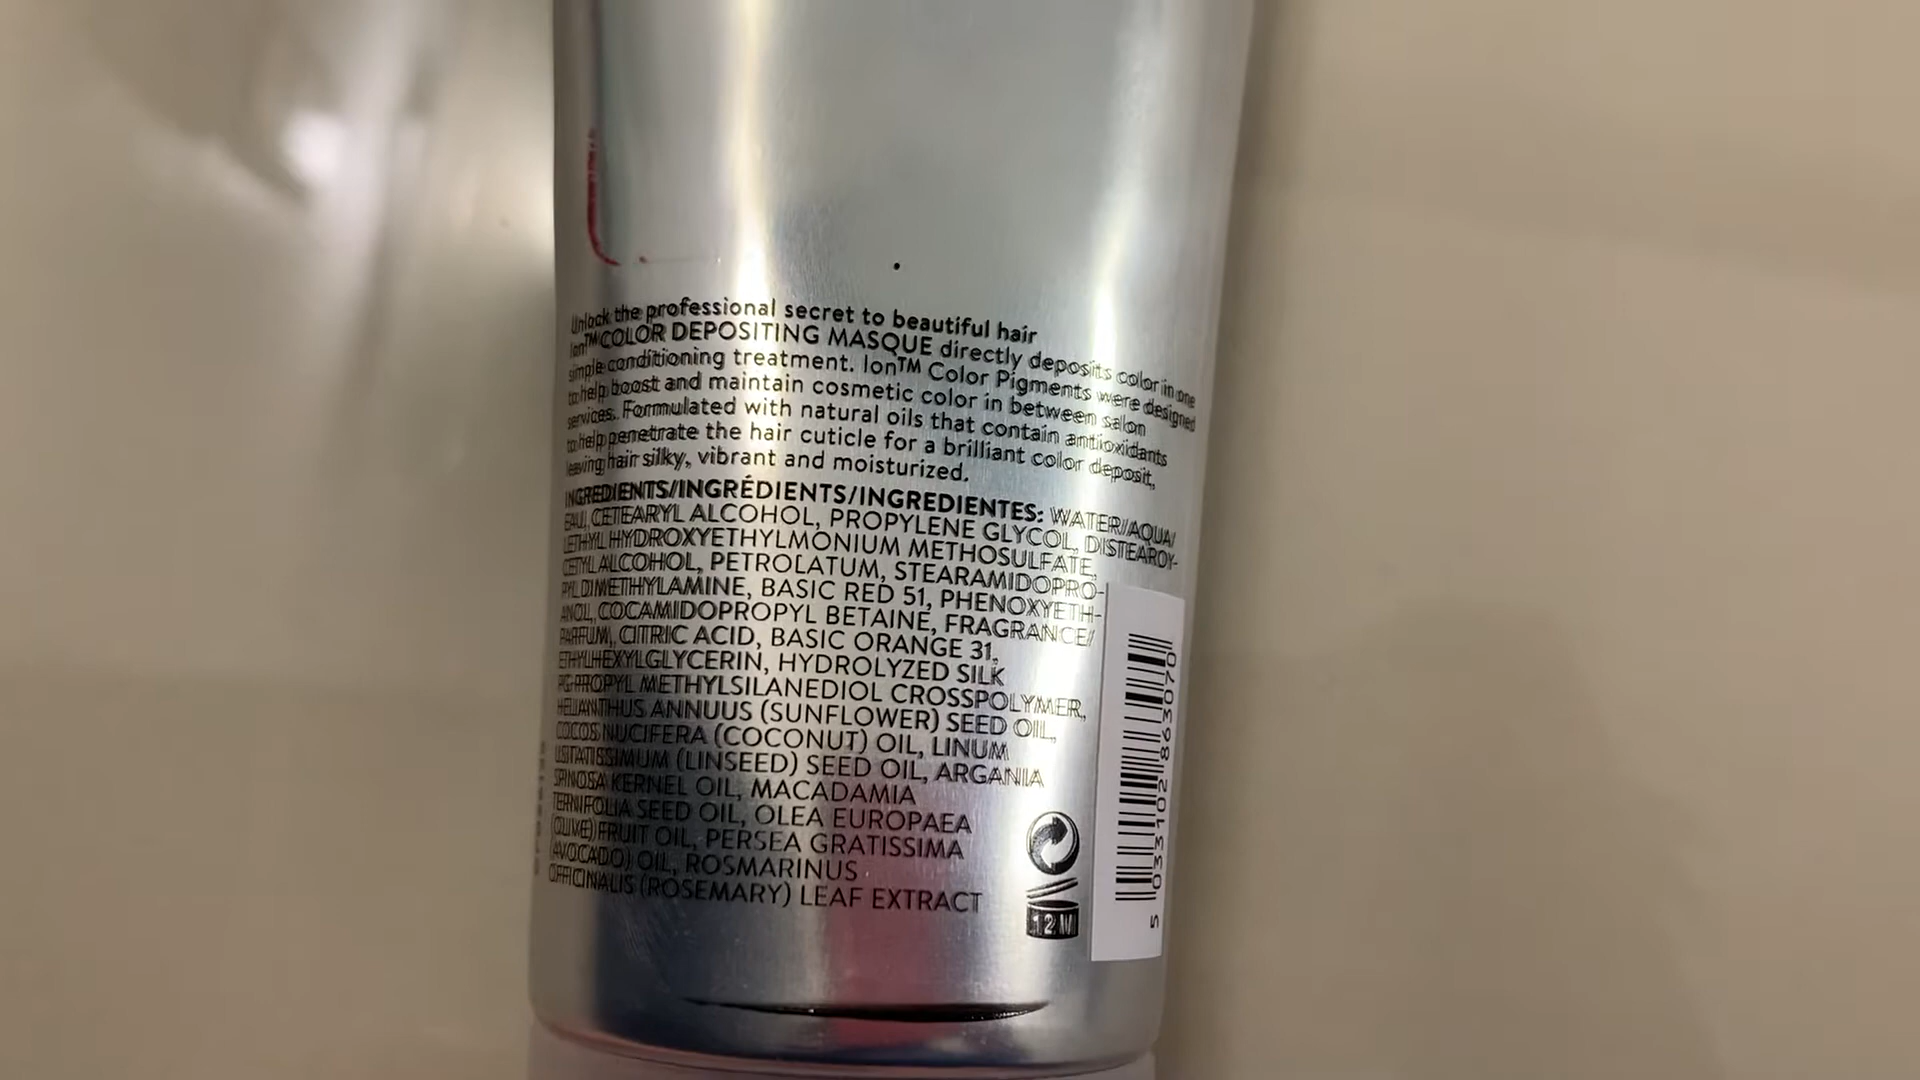 Unlock the professional secret to beautiful hair
Ion™ COLOR DEPOSITING MASQUE directly deposits color in one
simple conditioning treatment. Ion™ Color Pigments were designed
to help boost and maintain cosmetic color in between salon
services. Formulated with natural oils that contain antioxidants
to help penetrate the hair cuticle for a brilliant color deposit,
leaving hair silky, vibrant and moisturized.
INGREDIENTS/INGRÉDIENTS/INGREDIENTES: WATER/AQUA/
EAU, CETEARYL ALCOHOL, PROPYLENE GLYCOL, DISTEAROY-
LETHYL HYDROXYETHYLMONIUM METHOSULFATE,
CETYL ALCOHOL, PETROLATUM, STEARAMIDOPRO-
PYL DIMETHYLAMINE, BASIC RED 51, PHENOXYETH-
ANOL, COCAMIDOPROPYL BETAINE, FRAGRANCE/
PARFUM, CITRIC ACID, BASIC ORANGE 31,
ETHYLHEXYLGLYCERIN, HYDROLYZED SILK
PG-PROPYL METHYLSILANEDIOL CROSSPOLYMER,
HELIANTHUS ANNUUS (SUNFLOWER) SEED OIL,
COCOS NUCIFERA (COCONUT) OIL, LINUM
USITATISSIMUM (LINSEED) SEED OIL, ARGANIA
SPINOSA KERNEL OIL, MACADAMIA
TERNIFOLIA SEED OIL, OLEA EUROPAEA
(OLIVE) FRUIT OIL, PERSEA GRATISSIMA
(AVOCADO) OIL, ROSMARINUS
OFFICINALIS (ROSEMARY) LEAF EXTRACT
12M
5 033102 863070